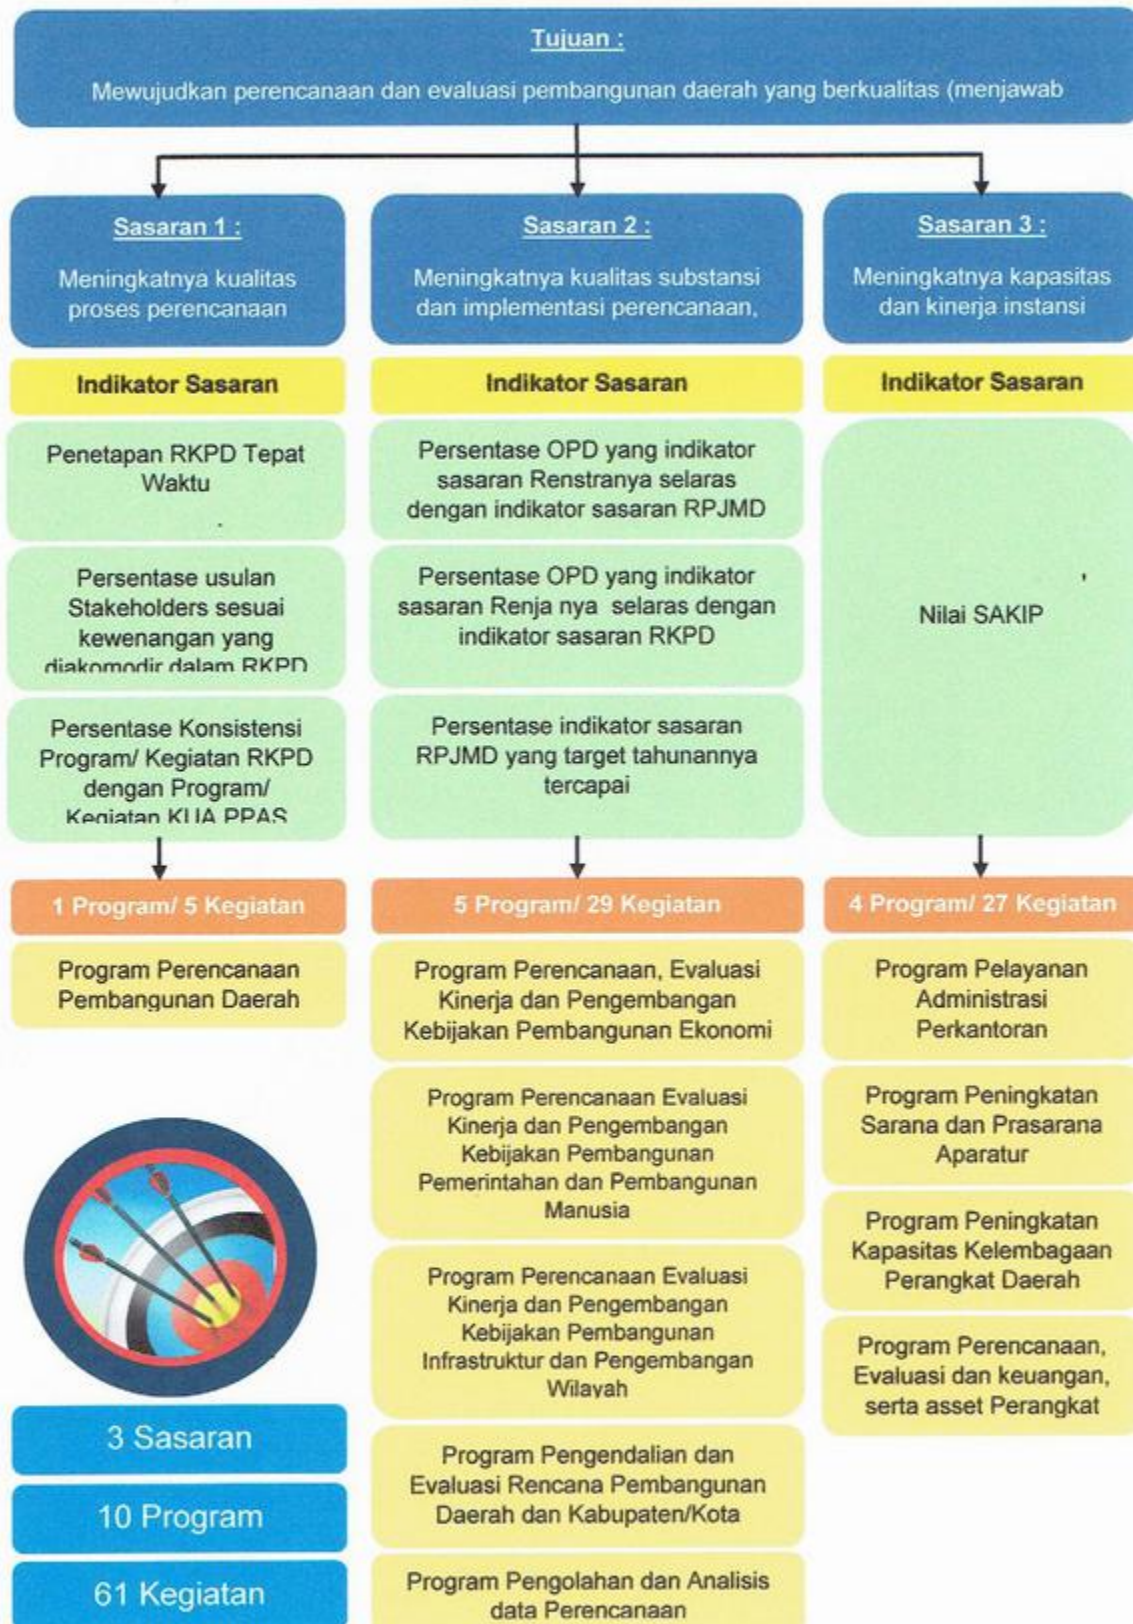 Tujuan :
Mewujudkan perencanaan dan evaluasi pembangunan daerah yang berkualitas (menjawab
Sasaran 1 :
Meningkatnya kualitas
proses perencanaan
Indikator Sasaran
Penetapan RKPD Tepat
Waktu
Persentase usulan
Stakeholders sesuai
kewenangan yang
diakomodir dalam RKPD
Persentase Konsistensi
Program/ Kegiatan RKPD
dengan Program/
Kegiatan KUA PPAS
1 Program/ 5 Kegiatan
Program Perencanaan
Pembangunan Daerah
3 Sasaran
10 Program
61 Kegiatan
Sasaran 2 :
Meningkatnya kualitas substansi
dan implementasi perencanaan,
Indikator Sasaran
Persentase OPD yang indikator
sasaran Renstranya selaras
dengan indikator sasaran RPJMD
Persentase OPD yang indikator
sasaran Renja nya selaras dengan
indikator sasaran RKPD
Persentase indikator sasaran
RPJMD yang target tahunannya
tercapai
5 Program/ 29 Kegiatan
Program Perencanaan, Evaluasi
Kinerja dan Pengembangan
Kebijakan Pembangunan Ekonomi
Program Perencanaan Evaluasi
Kinerja dan Pengembangan
Kebijakan Pembangunan
Pemerintahan dan Pembangunan
Manusia
Program Perencanaan Evaluasi
Kinerja dan Pengembangan
Kebijakan Pembangunan
Infrastruktur dan Pengembangan
Wilayah
Program Pengendalian dan
Evaluasi Rencana Pembangunan
Daerah dan Kabupaten/Kota
Program Pengolahan dan Analisis
data Perencanaan
Sasaran 3 :
Meningkatnya kapasitas
dan kinerja instansi
Indikator Sasaran
Nilai SAKIP
4 Program/ 27 Kegiatan
Program Pelayanan
Administrasi
Perkantoran
Program Peningkatan
Sarana dan Prasarana
Aparatur
Program Peningkatan
Kapasitas Kelembagaan
Perangkat Daerah
Program Perencanaan,
Evaluasi dan keuangan,
serta asset Perangkat